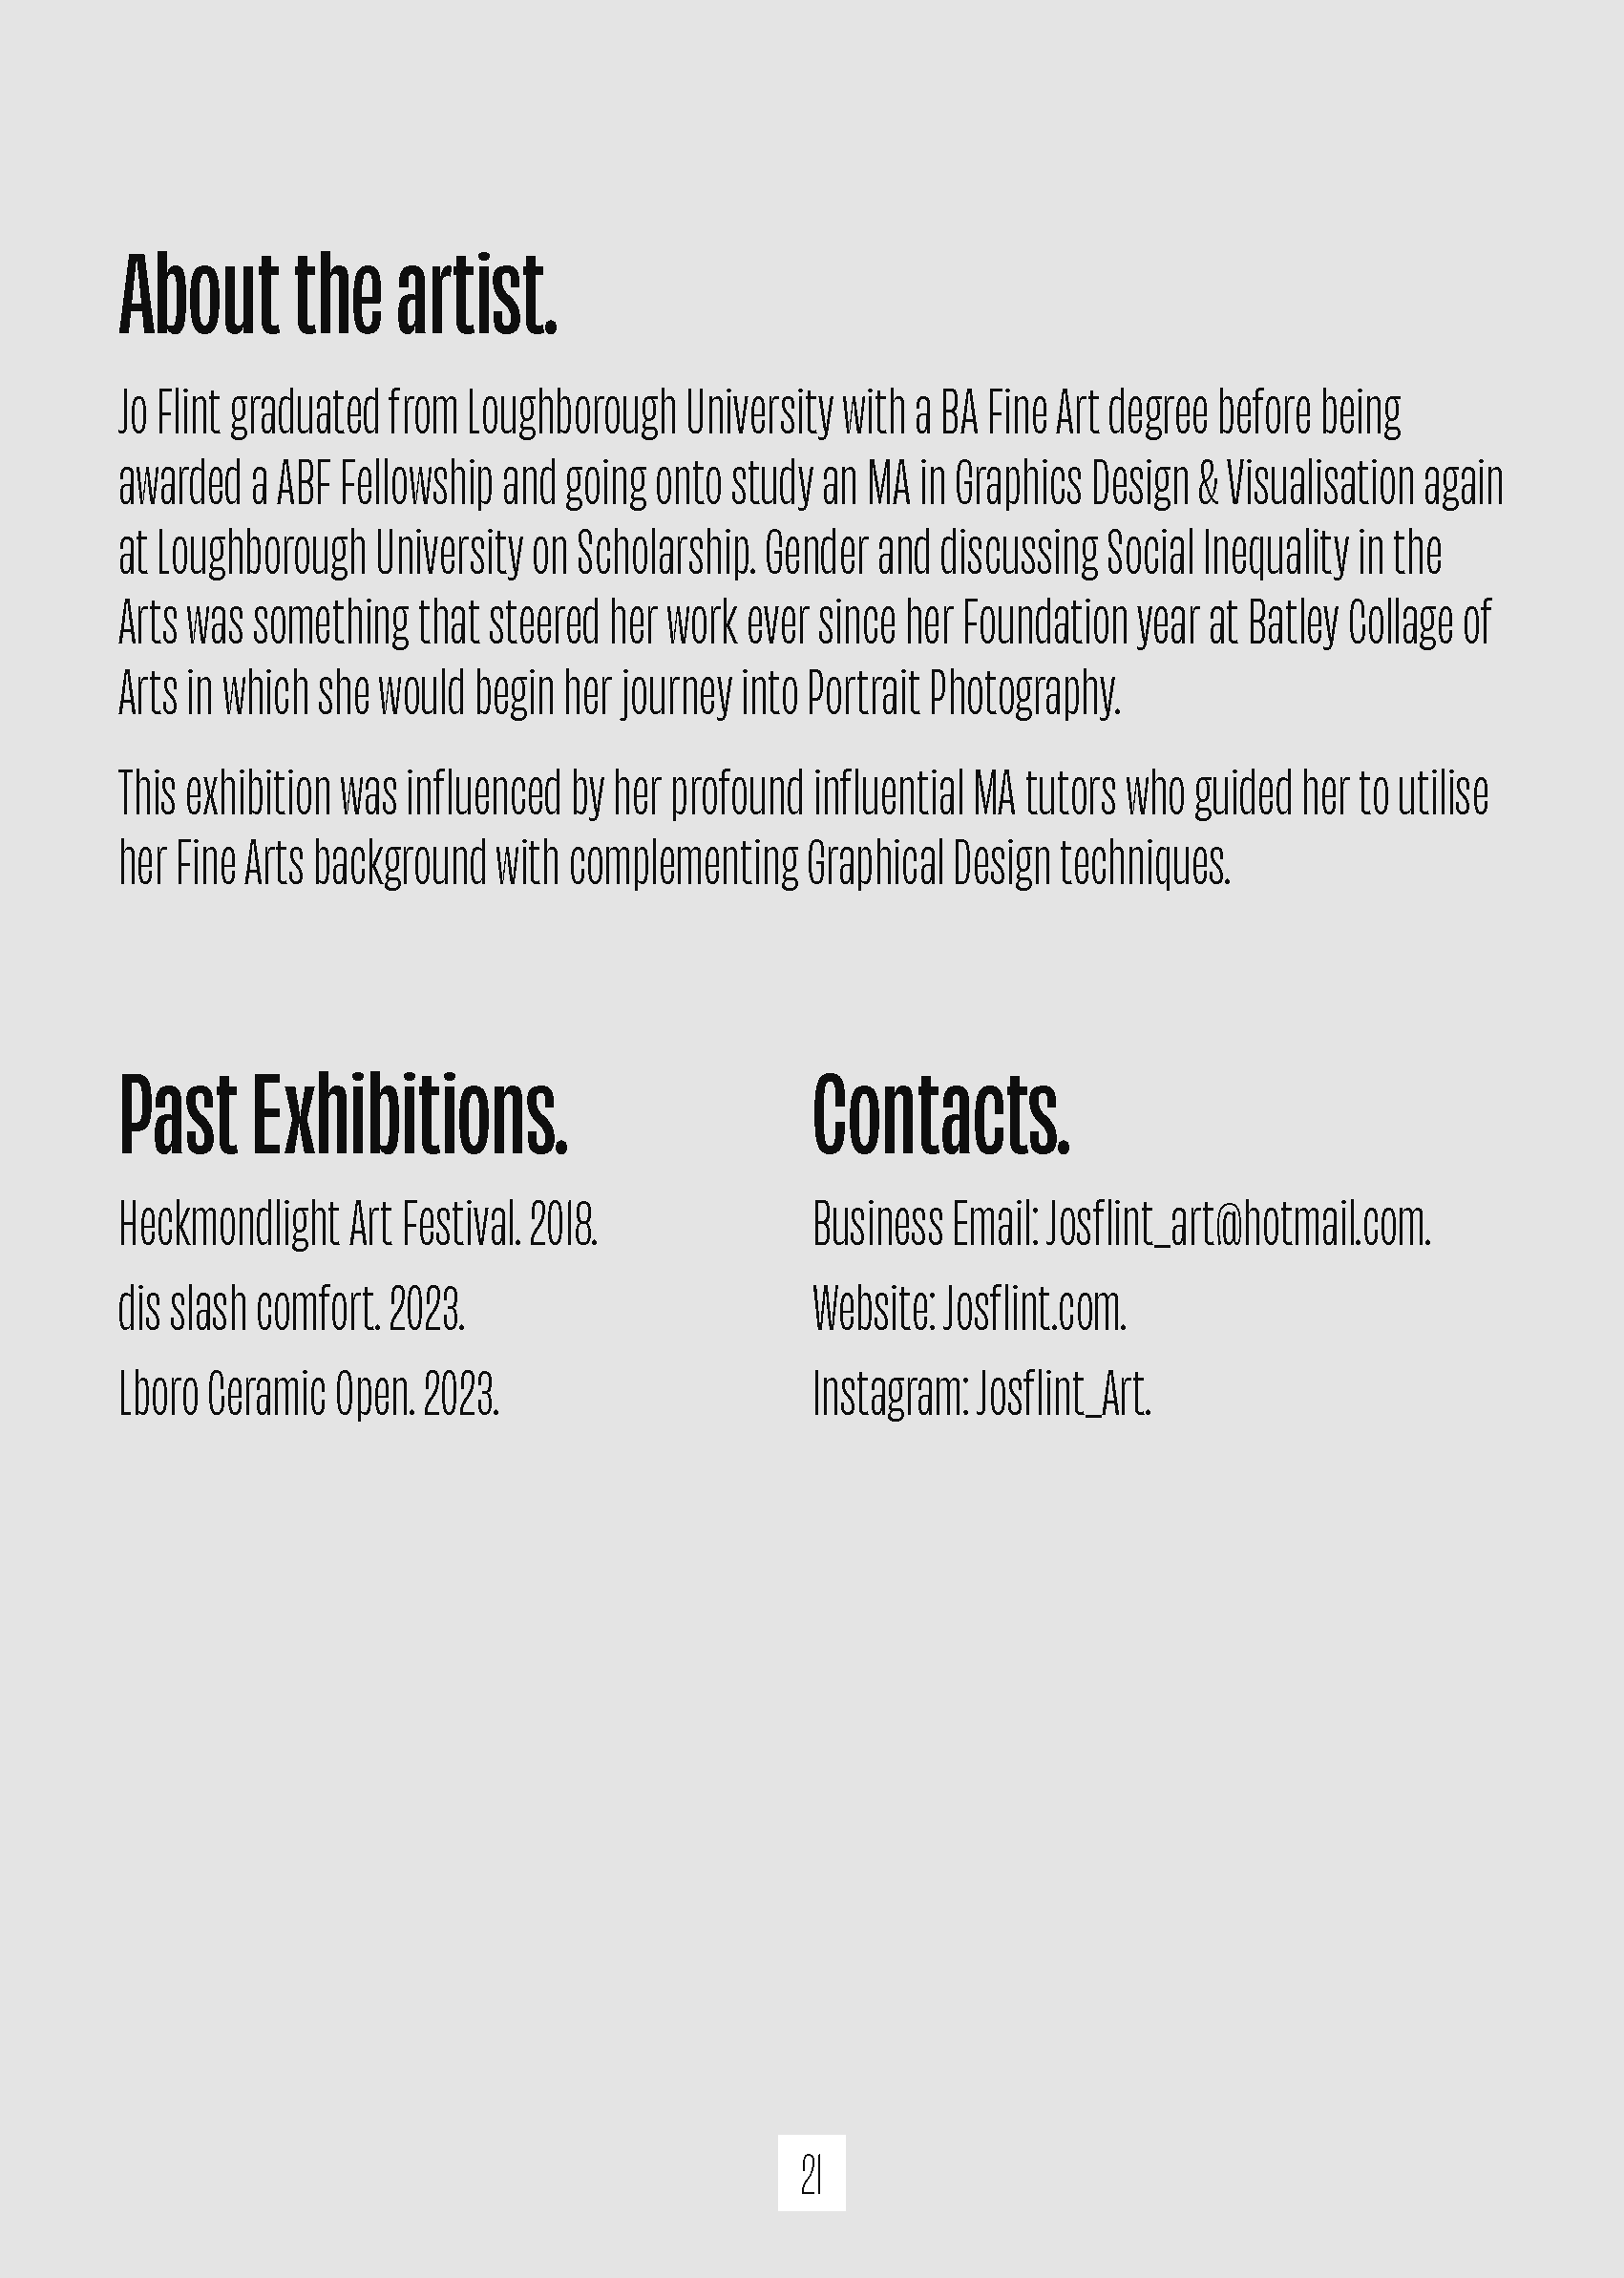 About the artist.
Jo Flint graduated from Loughborough University with a BA Fine Art degree before being
awarded a ABF Fellowship and going onto study an MA in Graphics Design & Visualisation again
at Loughborough University on Scholarship. Gender and discussing Social Inequality in the
Arts was something that steered her work ever since her Foundation year at Batley Collage of
Arts in which she would begin her journey into Portrait Photography.
This exhibition was influenced by her profound influential MA tutors who guided her to utilise
her Fine Arts background with complementing Graphical Design techniques.
Past Exhibitions.
Heckmondlight Art Festival. 2018.
dis slash comfort. 2023.
Lboro Ceramic Open. 2023.
Contacts.
Business Email: Josflint_art@hotmail.com.
Website: Josflint.com.
Instagram: Josflint_Art.
21